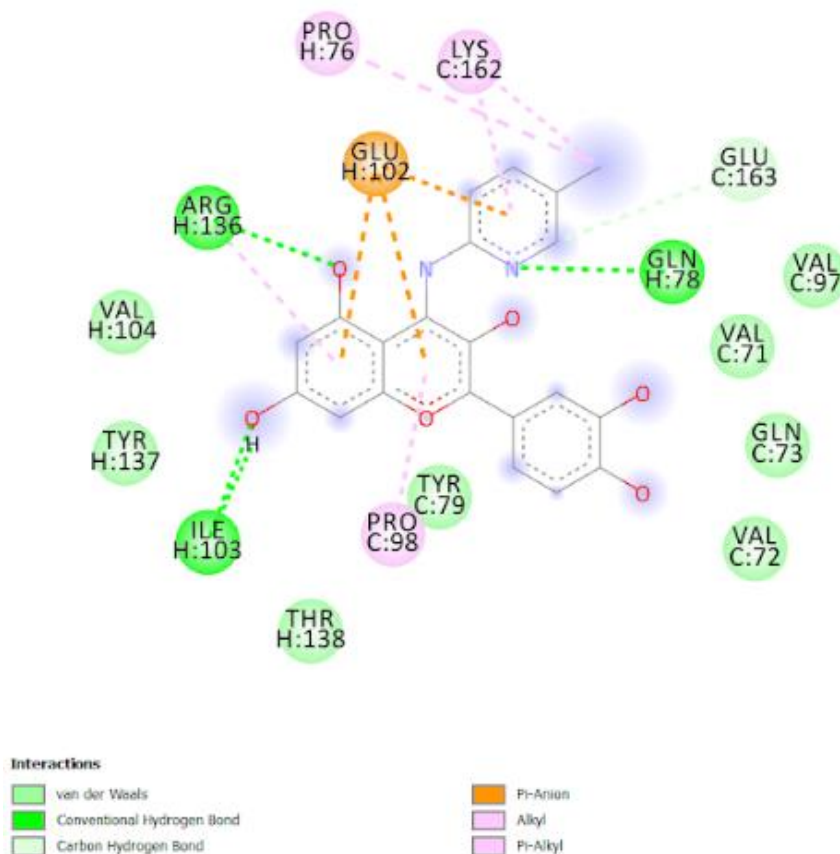 PRO
H:76
LYS
C:162
GLU
H:102
GLU
C:163
ARG
H:136
GLN
H:78
VAL
C:97
VAL
H:104
VAL
C:71
TYR
H:137
GLN
C:73
TYR
C:79
PRO
C:98
ILE
H:103
VAL
C:72
THR
H:138
O
N
N
O
O
H
O
O
O
Interactions
van der Waals
Conventional Hydrogen Bond
Carbon Hydrogen Bond
Pi-Anion
Alkyl
Pi-Alkyl